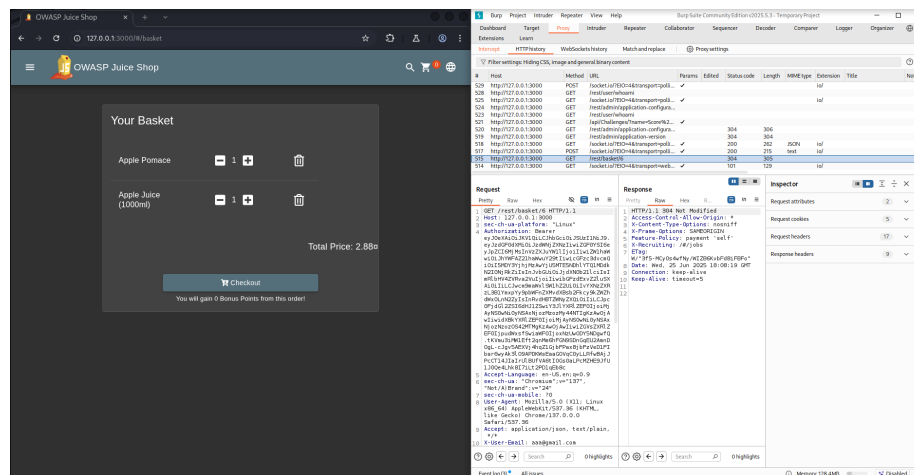 OWASP Juice Shop
127.0.0.1:3000/#/basket
OWASP Juice Shop
0
Your Basket
Apple Pomace 1
Apple Juice
(1000ml) 1
Total Price: 2.88¤
Checkout
You will gain 0 Bonus Points from this order!
Burp Project Intruder Repeater View Help
Burp Suite Community Edition v2025.5.3 - Temporary Project
Dashboard Target Proxy Intruder Repeater Collaborator Sequencer Decoder Comparer Logger Organizer
Extensions Learn
Intercept HTTP history WebSockets history Match and replace Proxy settings
Filter settings: Hiding CSS, image and general binary content
# Host Method URL Params Edited Status code Length MIME type Extension Title
529 http://127.0.0.1:3000 POST /socket.io/?EIO=4&transport=polli... ✓ io/
528 http://127.0.0.1:3000 GET /rest/user/whoami
525 http://127.0.0.1:3000 GET /socket.io/?EIO=4&transport=polli... ✓ io/
524 http://127.0.0.1:3000 GET /rest/admin/application-configura...
523 http://127.0.0.1:3000 GET /rest/user/whoami
521 http://127.0.0.1:3000 GET /api/Challenges/?name=Score%2... ✓
520 http://127.0.0.1:3000 GET /rest/admin/application-configura... 304 306
519 http://127.0.0.1:3000 GET /rest/admin/application-version 304 304
518 http://127.0.0.1:3000 GET /socket.io/?EIO=4&transport=polli... ✓ 200 262 JSON io/
517 http://127.0.0.1:3000 POST /socket.io/?EIO=4&transport=polli... ✓ 200 215 text io/
515 http://127.0.0.1:3000 GET /rest/basket/6 304 305
514 http://127.0.0.1:3000 GET /socket.io/?EIO=4&transport=web... ✓ 101 129 io/
Request
Pretty Raw Hex
1 GET /rest/basket/6 HTTP/1.1
2 Host: 127.0.0.1:3000
3 sec-ch-ua-platform: "Linux"
4 Authorization: Bearer
5 Accept-Language: en-US,en;q=0.9
6 sec-ch-ua: "Chromium";v="137",
"Not/A)Brand";v="24"
7 sec-ch-ua-mobile: ?0
8 User-Agent: Mozilla/5.0 (X11; Linux
x86_64) AppleWebKit/537.36 (KHTML,
like Gecko) Chrome/137.0.0.0
Safari/537.36
9 Accept: application/json, text/plain,
*/*
10 X-User-Email: aaa@gmail.com
Search 0 highlights
Response
Pretty Raw Hex
1 HTTP/1.1 304 Not Modified
2 Access-Control-Allow-Origin: *
3 X-Content-Type-Options: nosniff
4 X-Frame-Options: SAMEORIGIN
5 Feature-Policy: payment 'self'
6 X-Recruiting: /#/jobs
7 ETag:
8 Date: Wed, 25 Jun 2025 18:08:19 GMT
9 Connection: keep-alive
10 Keep-Alive: timeout=5
11
12
Search 0 highlights
Inspector
Request attributes 2
Request cookies 5
Request headers 17
Response headers 9
Event log All issues
Memory: 128.4MB Disabled